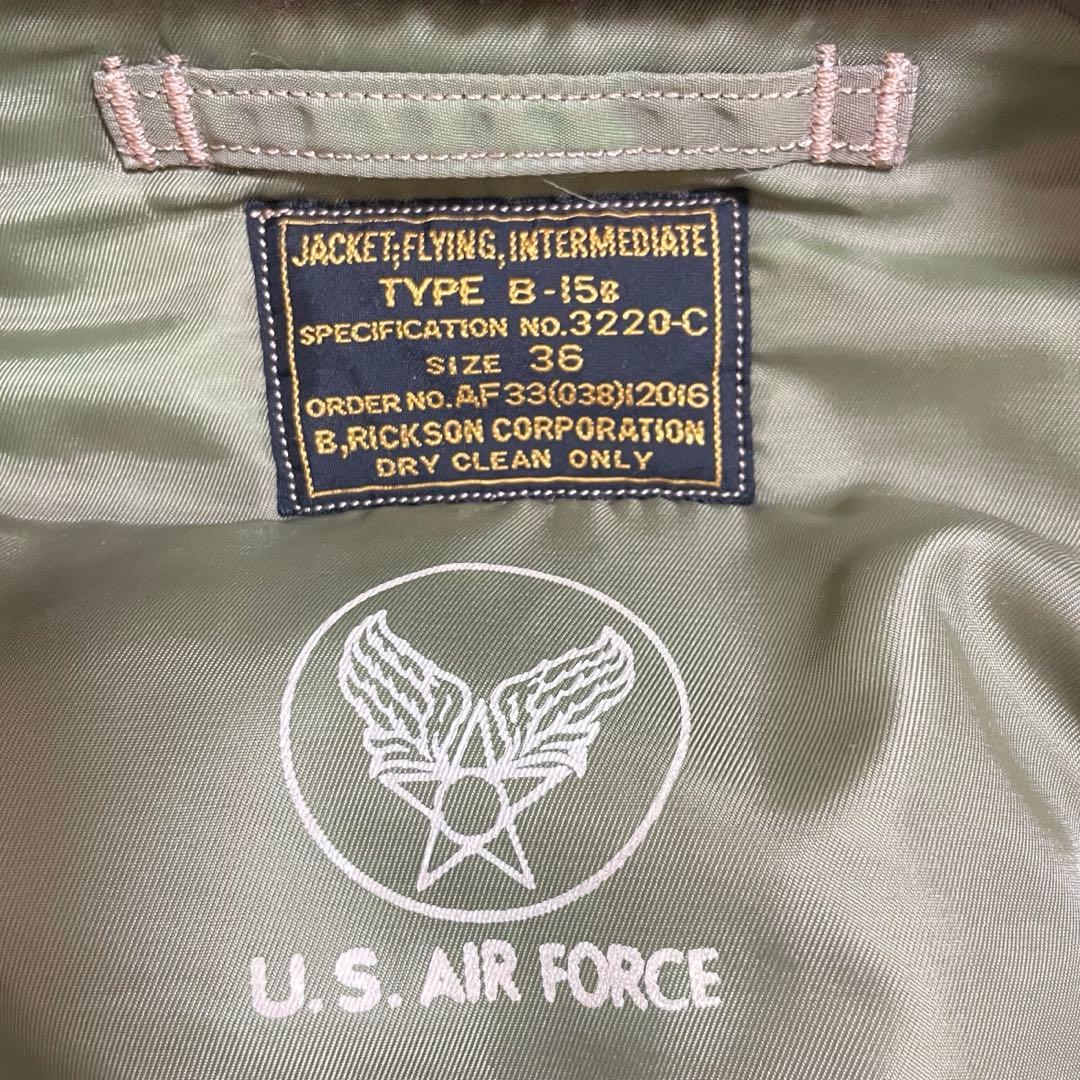 JACKET;FLYING,INTERMEDIATE
TYPE B-15B
SPECIFICATION NO.3220-C
SIZE 36
ORDER NO.AF33(038)12016
B,RICKSON CORPORATION
DRY CLEAN ONLY
U.S. AIR FORCE